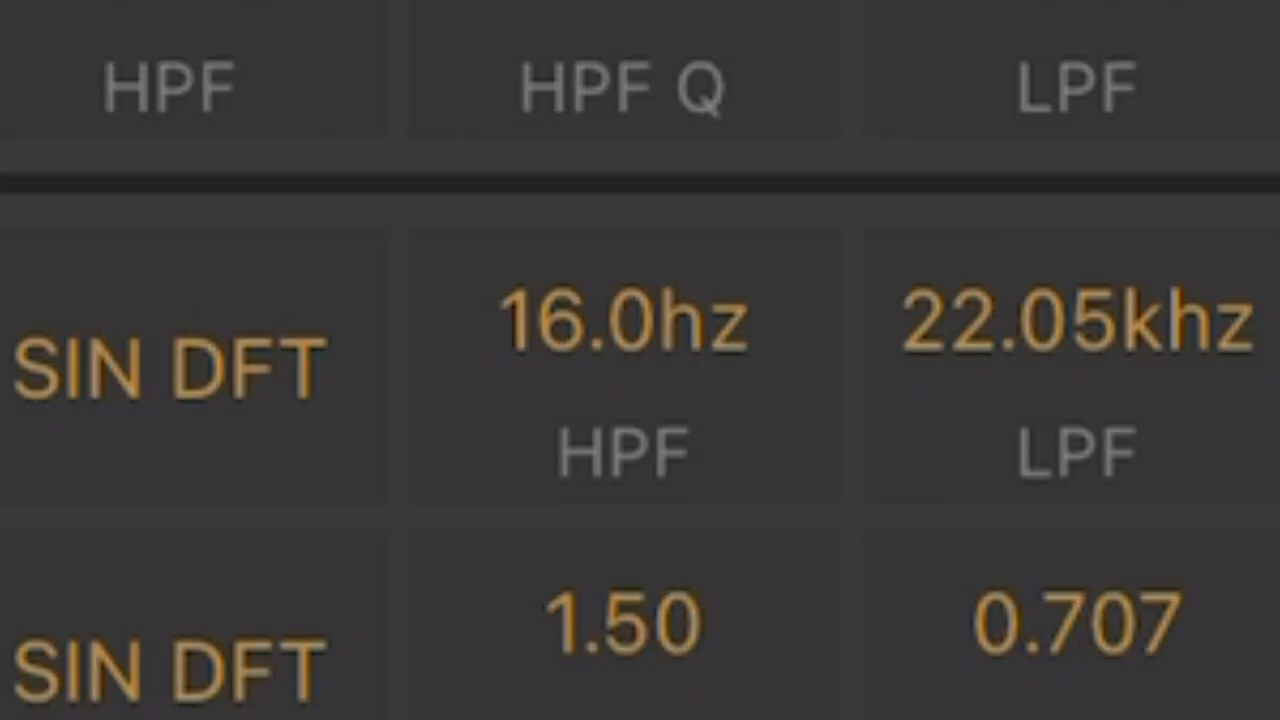 HPF HPF Q LPF
16.0hz 22.05khz
SIN DFT
HPF LPF
1.50 0.707
SIN DFT